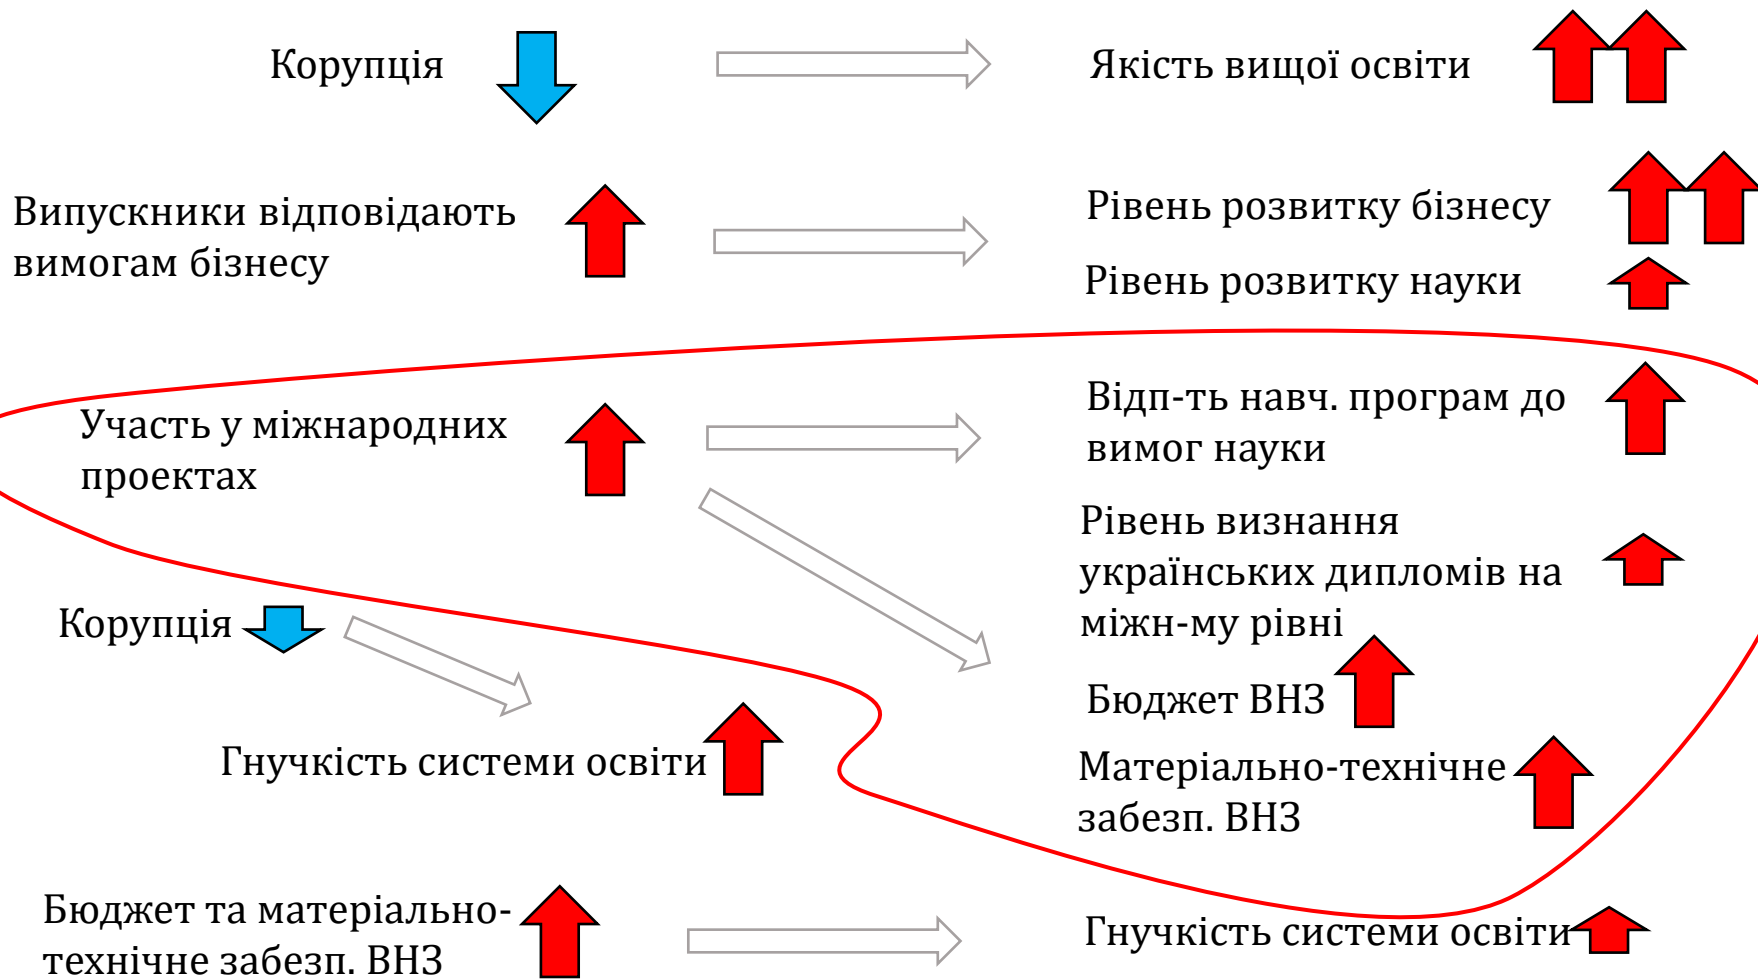 Корупція
Якість вищої освіти
Випускники відповідають
вимогам бізнесу
Рівень розвитку бізнесу
Рівень розвитку науки
Участь у міжнародних
проектах
Відп-ть навч. програм до
вимог науки
Рівень визнання
українських дипломів на
міжн-му рівні
Бюджет ВНЗ
Матеріально-технічне
забезп. ВНЗ
Корупція
Гнучкість системи освіти
Бюджет та матеріально-
технічне забезп. ВНЗ
Гнучкість системи освіти